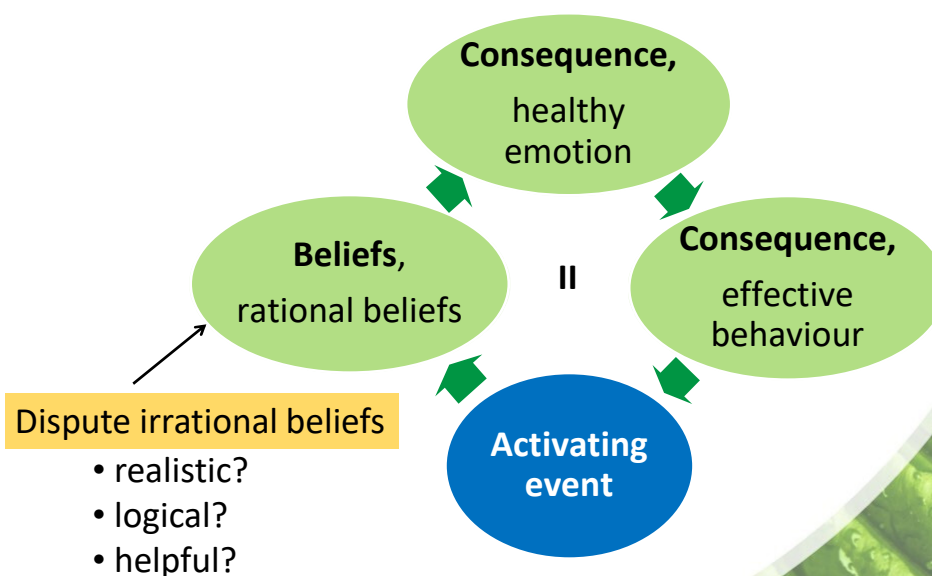 Consequence,
healthy
emotion
Beliefs,
rational beliefs
II
Consequence,
effective
behaviour
Dispute irrational beliefs
• realistic?
• logical?
• helpful?
Activating
event